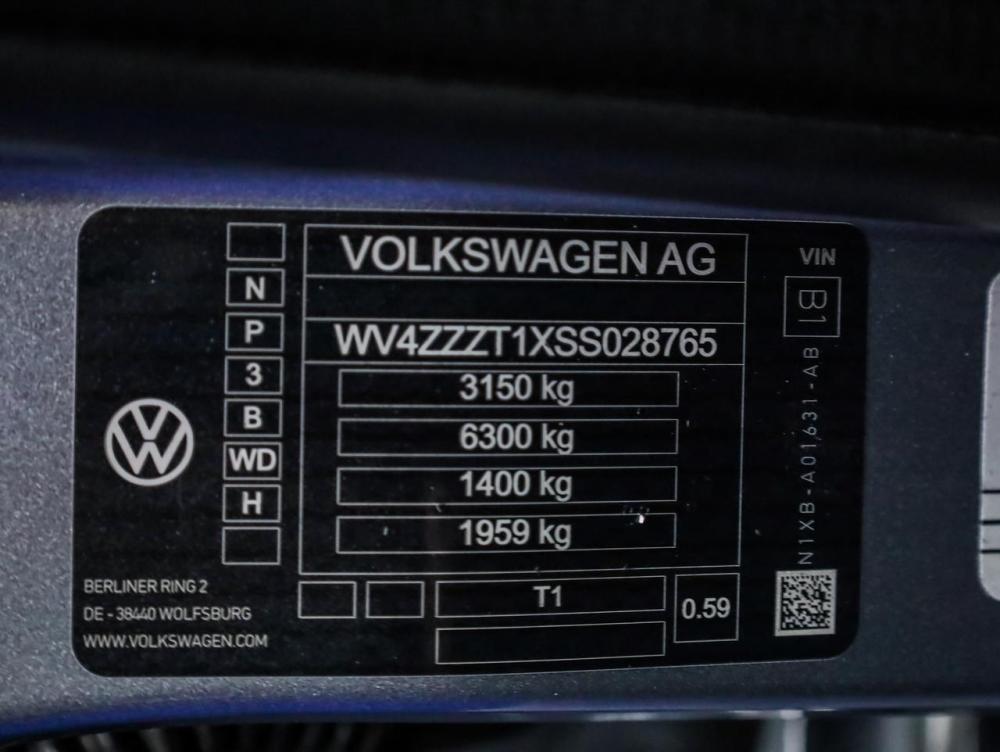 VOLKSWAGEN AG
WV4ZZZT1XSS028765
3150 kg
6300 kg
1400 kg
1959 kg
T1
0.59
N
P
3
B
WD
H
BERLINER RING 2
DE - 38440 WOLFSBURG
WWW.VOLKSWAGEN.COM
VIN
B1
N1XB-A01631-AB